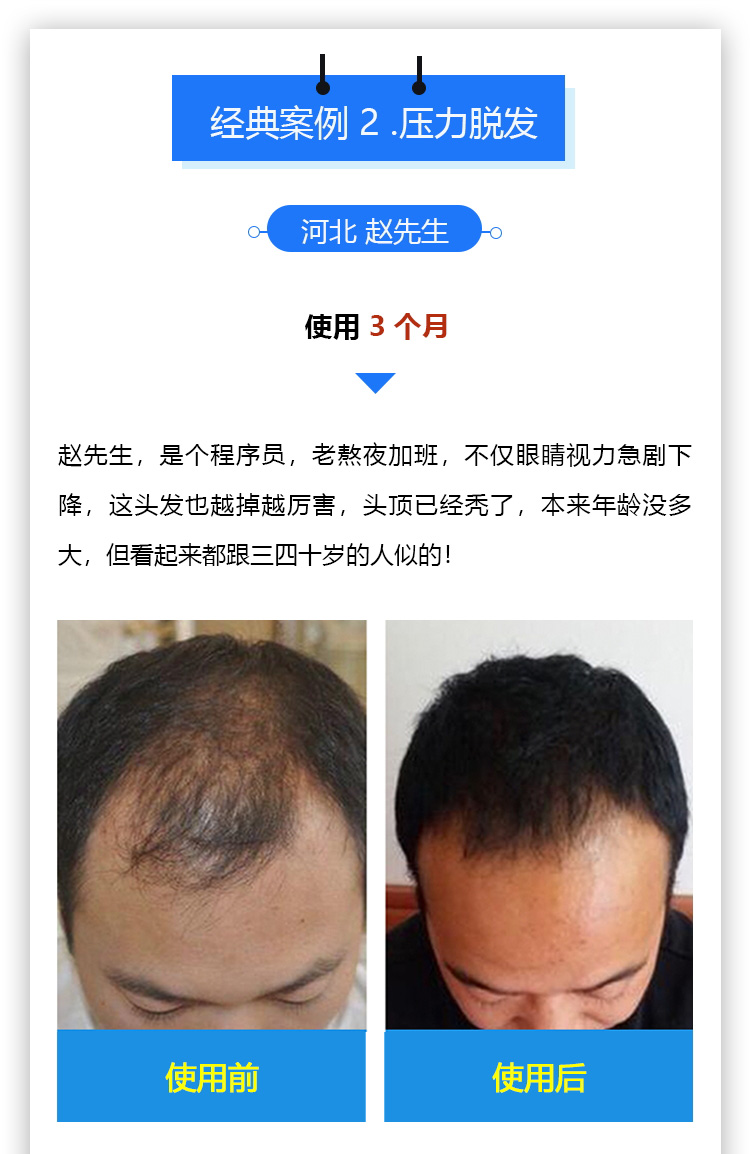 经典案例 2 .压力脱发
河北 赵先生
使用 3 个月
赵先生，是个程序员，老熬夜加班，不仅眼睛视力急剧下
降，这头发也越掉越厉害，头顶已经秃了，本来年龄没多
大，但看起来都跟三四十岁的人似的！
使用前
使用后